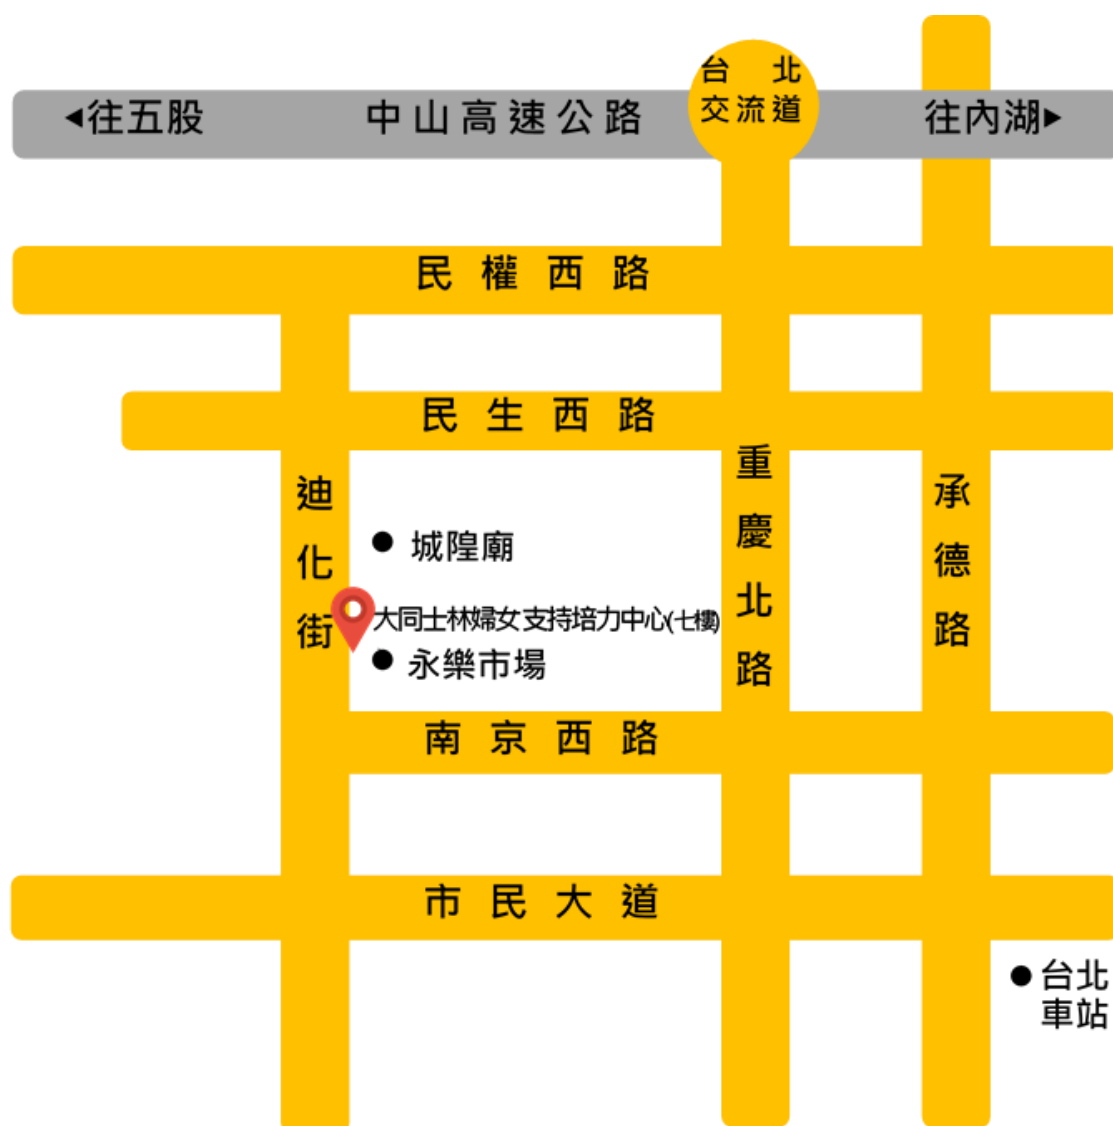 台北
交流道
◀往五股
中山高速公路
往內湖▶
民權西路
民生西路
迪化街
重慶北路
承德路
城隍廟
大同士林婦女支持培力中心(七樓)
永樂市場
南京西路
市民大道
台北
車站